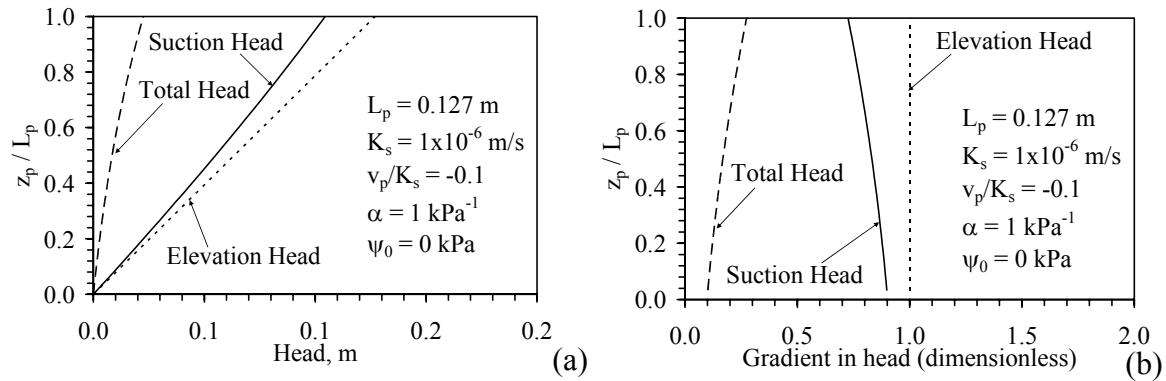 1.0
0.8
0.6
0.4
0.2
0.0
z_p / L_p
Suction Head
Total Head
Elevation Head
L_p = 0.127 m
K_s = 1x10^-6 m/s
v_p/K_s = -0.1
α = 1 kPa^-1
ψ_0 = 0 kPa
0.0 0.1 0.1 0.2 0.2
Head, m
(a)
1.0
0.8
0.6
0.4
0.2
0.0
z_p / L_p
Elevation Head
Total Head
Suction Head
L_p = 0.127 m
K_s = 1x10^-6 m/s
v_p/K_s = -0.1
α = 1 kPa^-1
ψ_0 = 0 kPa
0.0 0.5 1.0 1.5 2.0
Gradient in head (dimensionless)
(b)